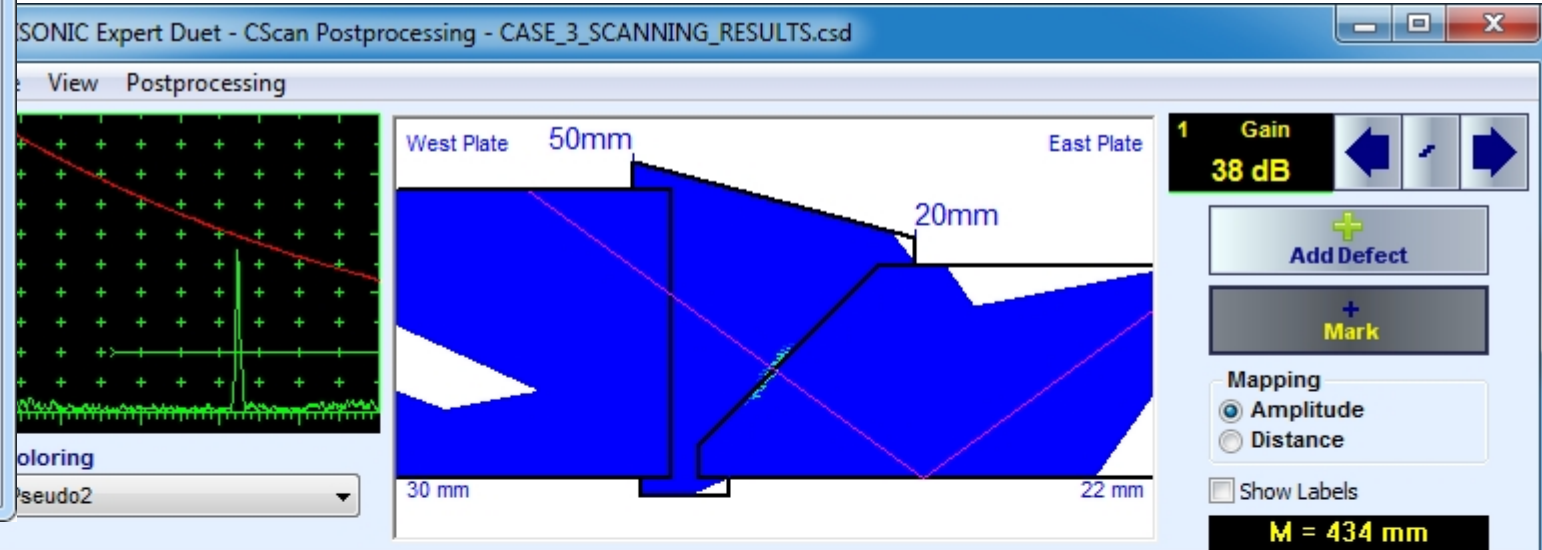 SONIC Expert Duet - CScan Postprocessing - CASE_3_SCANNING_RESULTS.csd
View Postprocessing
West Plate
50mm
East Plate
20mm
30 mm
22 mm
oloring
Pseudo2
1 Gain
38 dB
Add Defect
Mark
Mapping
Amplitude
Distance
Show Labels
M = 434 mm